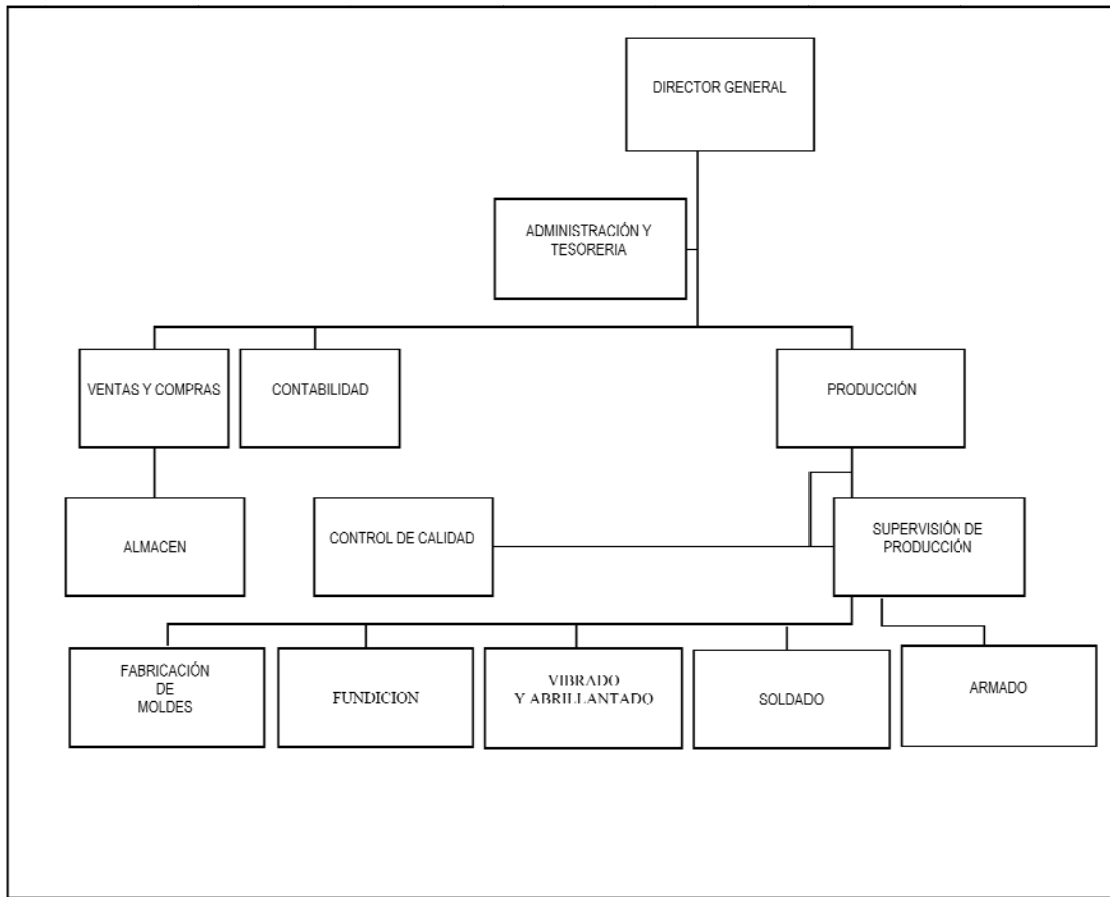 DIRECTOR GENERAL
ADMINISTRACIÓN Y
TESORERIA
VENTAS Y COMPRAS
CONTABILIDAD
PRODUCCIÓN
ALMACEN
CONTROL DE CALIDAD
SUPERVISIÓN DE
PRODUCCIÓN
FABRICACIÓN
DE
MOLDES
FUNDICION
VIBRADO
Y ABRILLANTADO
SOLDADO
ARMADO